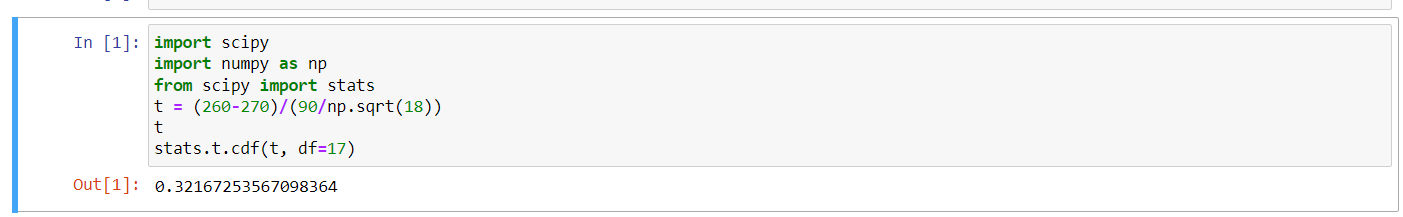 In [1]: import scipy
import numpy as np
from scipy import stats
t = (260-270)/(90/np.sqrt(18))
t
stats.t.cdf(t, df=17)
Out[1]: 0.32167253567098364